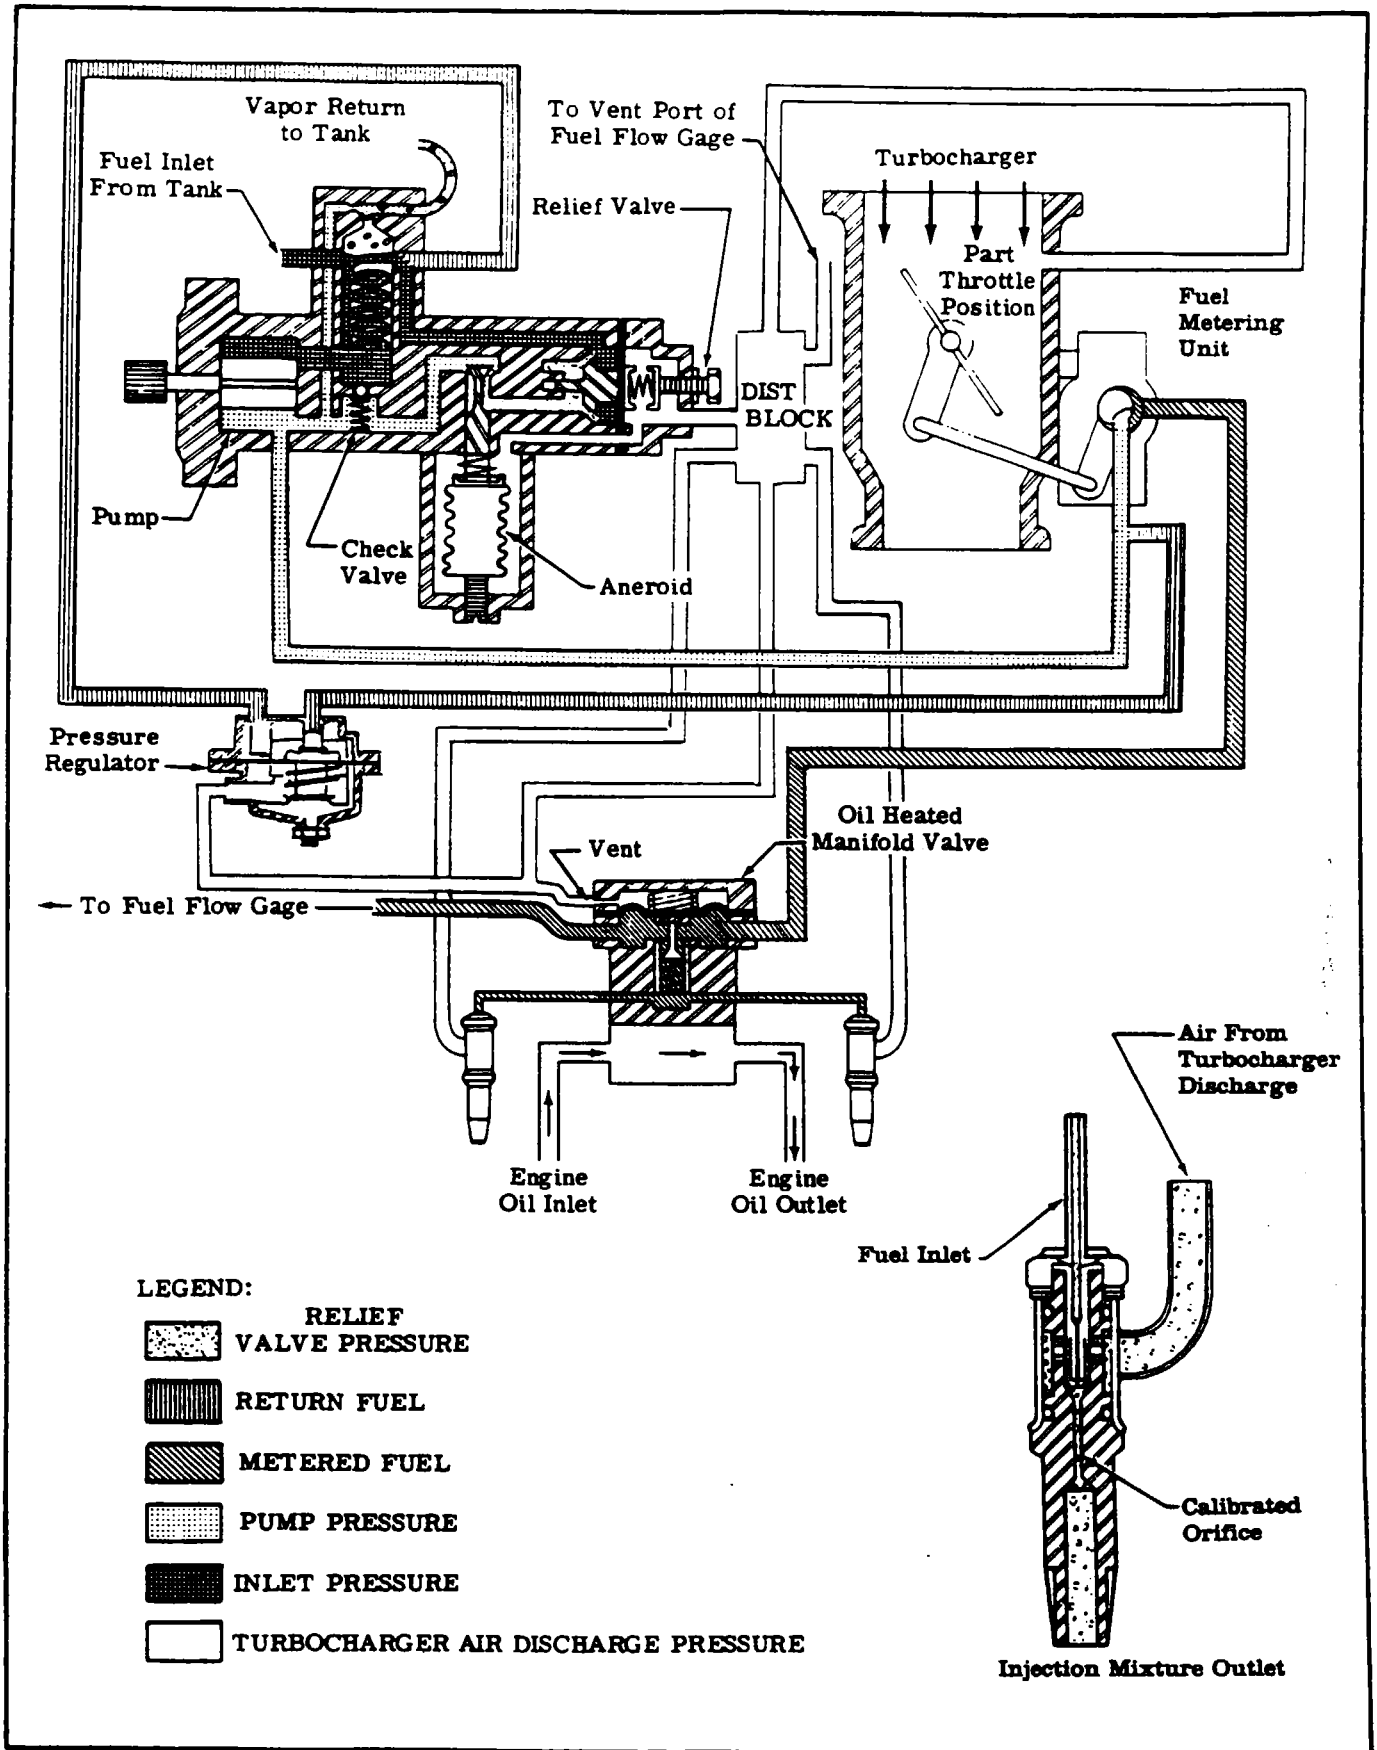 Vapor Return
to Tank
Fuel Inlet
From Tank
To Vent Port of
Fuel Flow Gage
Turbocharger
Relief Valve
Part
Throttle
Position
Fuel
Metering
Unit
DIST
BLOCK
Pump
Check
Valve
Aneroid
Pressure
Regulator
Oil Heated
Manifold Valve
Vent
To Fuel Flow Gage
Engine
Oil Inlet
Engine
Oil Outlet
Air From
Turbocharger
Discharge
Fuel Inlet
Calibrated
Orifice
Injection Mixture Outlet
LEGEND:
RELIEF
VALVE PRESSURE
RETURN FUEL
METERED FUEL
PUMP PRESSURE
INLET PRESSURE
TURBOCHARGER AIR DISCHARGE PRESSURE